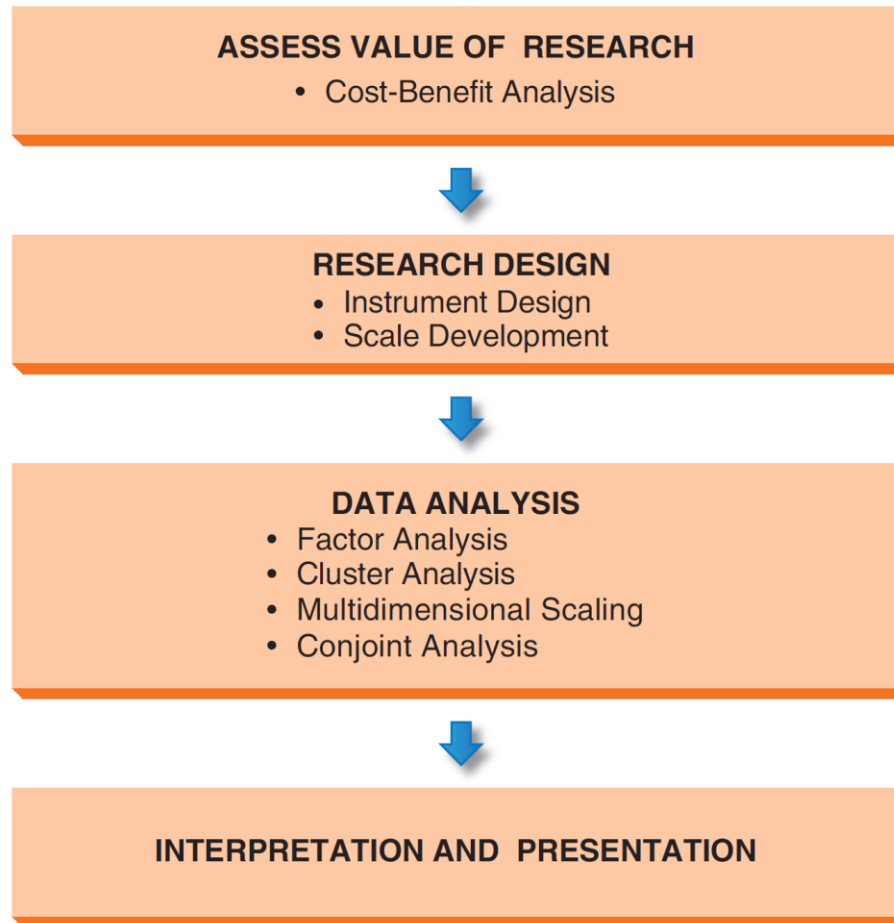 ASSESS VALUE OF RESEARCH
• Cost-Benefit Analysis
RESEARCH DESIGN
• Instrument Design
• Scale Development
DATA ANALYSIS
• Factor Analysis
• Cluster Analysis
• Multidimensional Scaling
• Conjoint Analysis
INTERPRETATION AND PRESENTATION